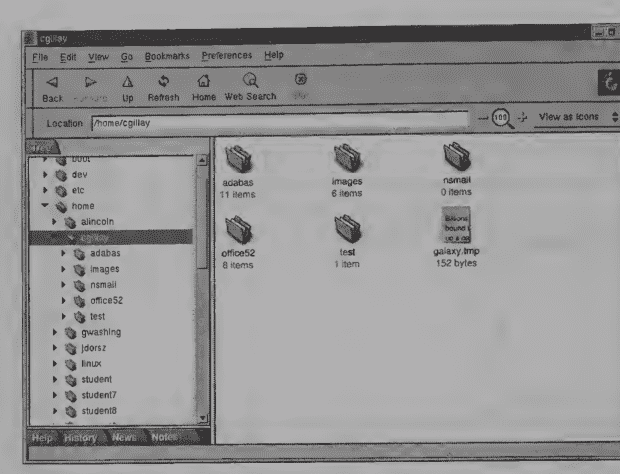 cgillay
File Edit View Go Bookmarks Preferences Help
Back Up Refresh Home Web Search
Location /home/cgillay 100 View as Icons
Tree
boot
dev
etc
home
alincoln
cgillay
adabas
images
nsmail
office52
test
gwashing
jdorsz
linux
student
student7
student8
Help History News Notes
adabas
11 items
images
6 items
nsmail
0 items
office52
8 items
test
1 item
galaxy.tmp
152 bytes